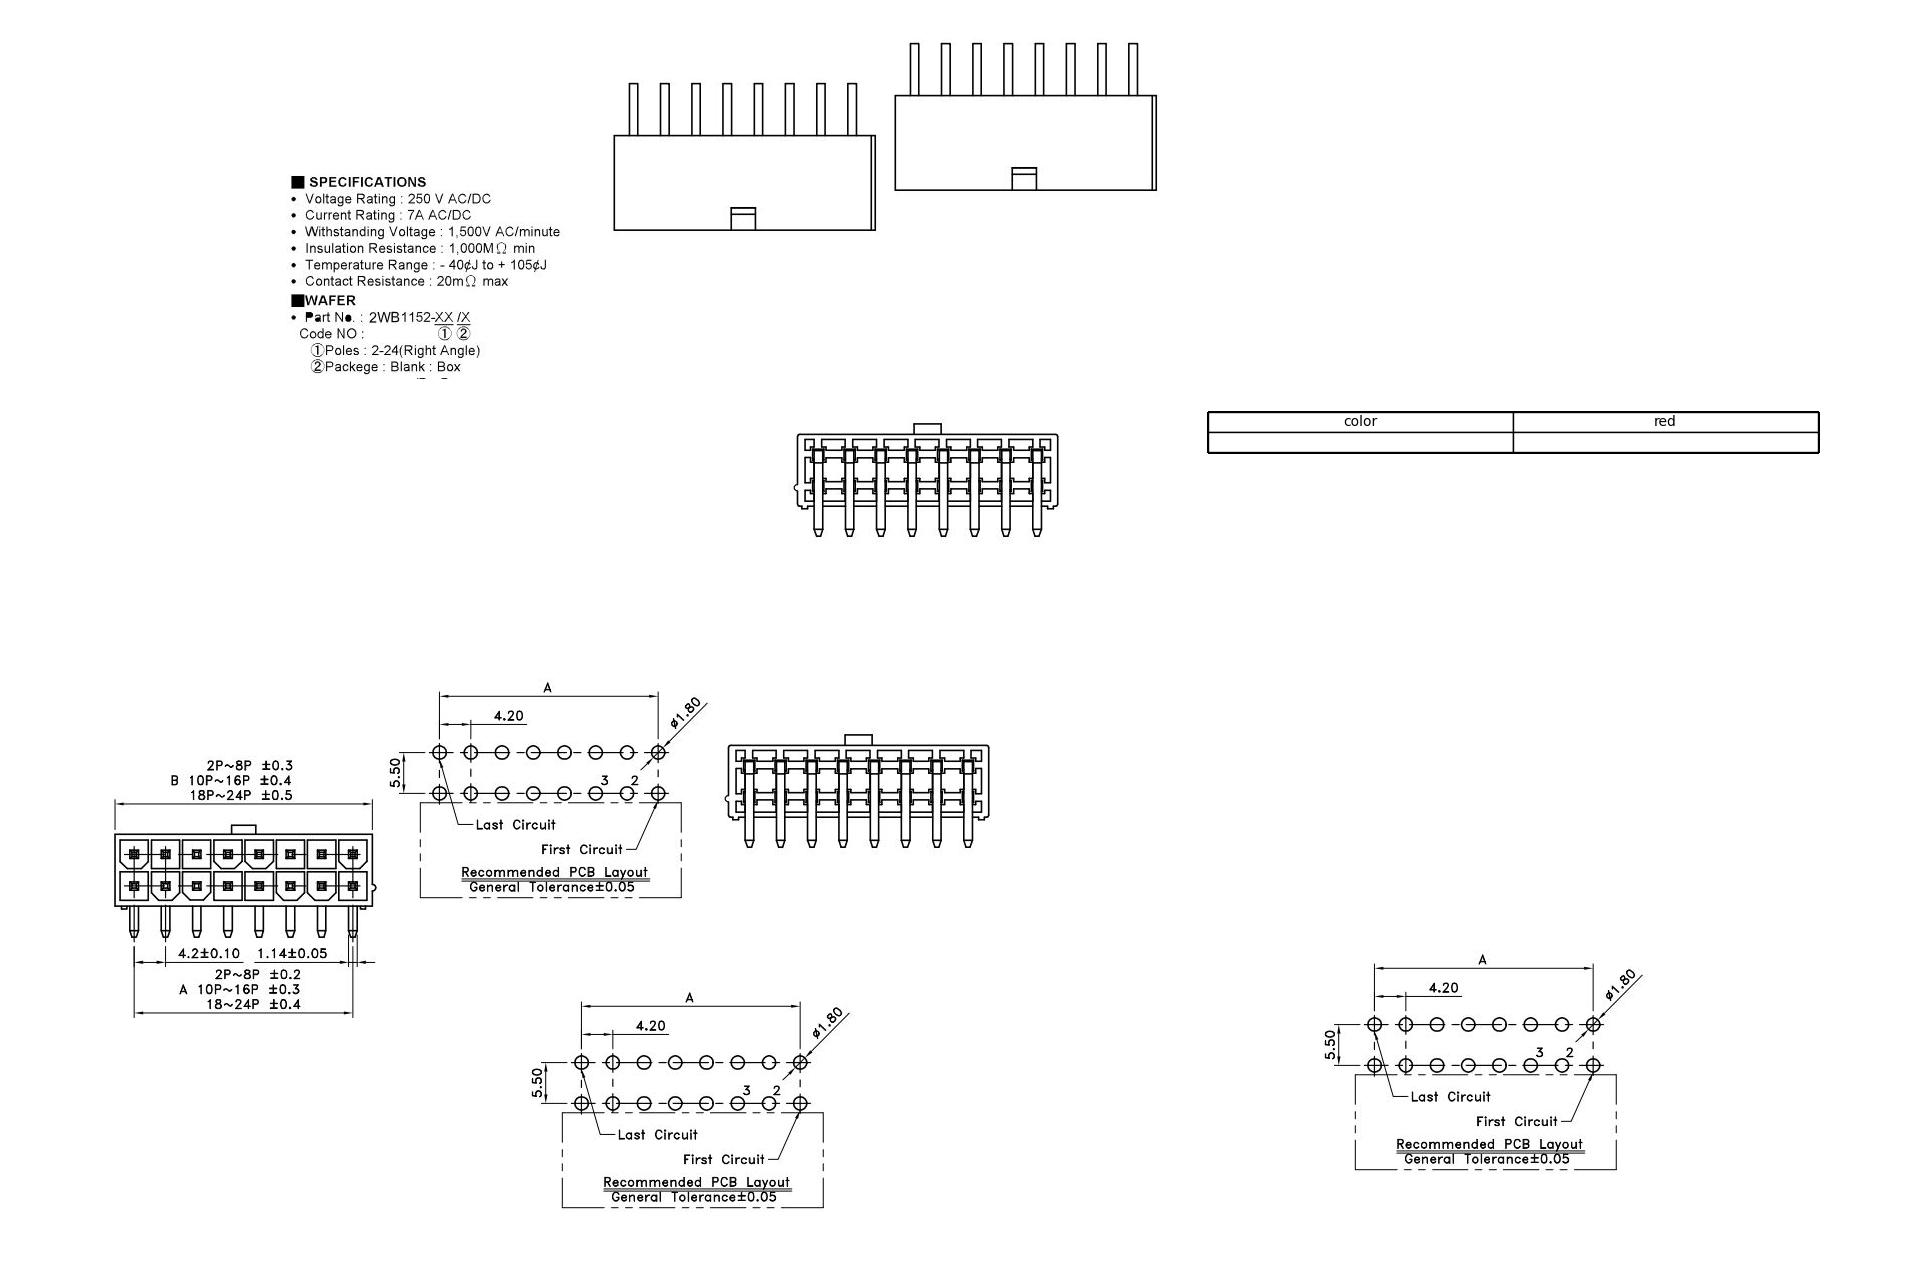 ■ SPECIFICATIONS
• Voltage Rating : 250 V AC/DC
• Current Rating : 7A AC/DC
• Withstanding Voltage : 1,500V AC/minute
• Insulation Resistance : 1,000MΩ min
• Temperature Range : - 40¢J to + 105¢J
• Contact Resistance : 20mΩ max
■WAFER
• Part No. : 2WB1152-XX /X
Code NO : ① ②
①Poles : 2-24(Right Angle)
②Packege : Blank : Box
color red
A
4.20
ø1.80
5.50
3 2
Last Circuit
First Circuit
Recommended PCB Layout
General Tolerance±0.05
2P~8P ±0.3
B 10P~16P ±0.4
18P~24P ±0.5
4.2±0.10 1.14±0.05
2P~8P ±0.2
A 10P~16P ±0.3
18~24P ±0.4
A
4.20
ø1.80
5.50
3 2
Last Circuit
First Circuit
Recommended PCB Layout
General Tolerance±0.05
A
4.20
ø1.80
5.50
3 2
Last Circuit
First Circuit
Recommended PCB Layout
General Tolerance±0.05